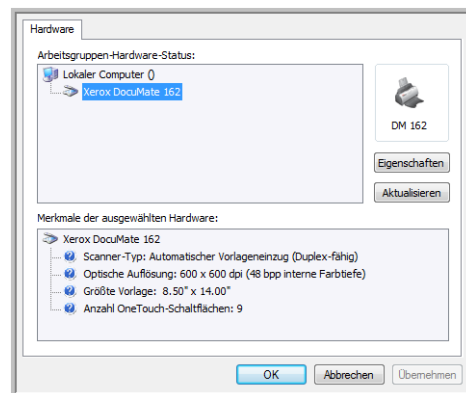 Hardware
Arbeitsgruppen-Hardware-Status:
Lokaler Computer ()
Xerox DocuMate 162
DM 162
Eigenschaften
Aktualisieren
Merkmale der ausgewählten Hardware:
Xerox DocuMate 162
Scanner-Typ: Automatischer Vorlageneinzug (Duplex-fähig)
Optische Auflösung: 600 x 600 dpi (48 bpp interne Farbtiefe)
Größte Vorlage: 8.50" x 14.00"
Anzahl OneTouch-Schaltflächen: 9
OK
Abbrechen
Übernehmen